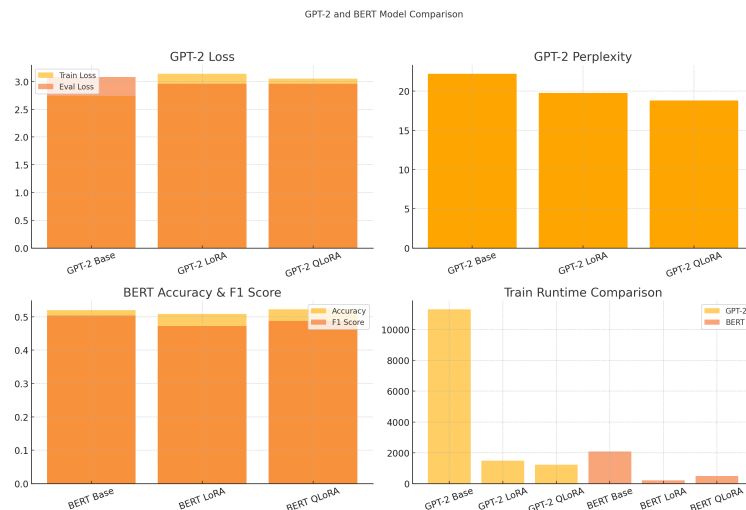 GPT-2 and BERT Model Comparison
GPT-2 Loss
Train Loss
Eval Loss
3.0
2.5
2.0
1.5
1.0
0.5
0.0
GPT-2 Base
GPT-2 LoRA
GPT-2 QLoRA
GPT-2 Perplexity
20
15
10
5
0
GPT-2 Base
GPT-2 LoRA
GPT-2 QLoRA
BERT Accuracy & F1 Score
Accuracy
F1 Score
0.5
0.4
0.3
0.2
0.1
0.0
BERT Base
BERT LoRA
BERT QLoRA
Train Runtime Comparison
GPT-2
BERT
10000
8000
6000
4000
2000
0
GPT-2 Base
GPT-2 LoRA
GPT-2 QLoRA
BERT Base
BERT LoRA
BERT QLoRA